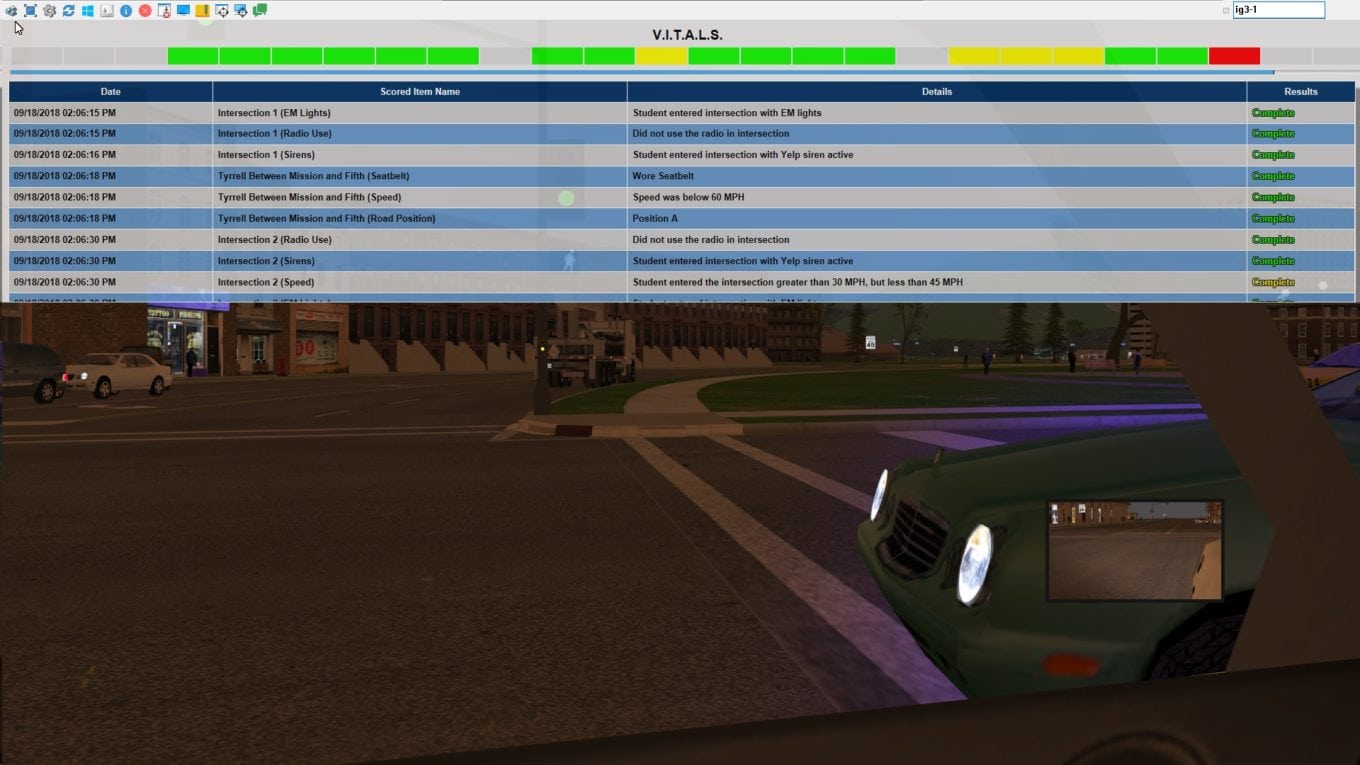 ig3-1
V.I.T.A.L.S.
Date Scored Item Name Details Results
09/18/2018 02:06:15 PM Intersection 1 (EM Lights) Student entered intersection with EM lights Complete
09/18/2018 02:06:15 PM Intersection 1 (Radio Use) Did not use the radio in intersection Complete
09/18/2018 02:06:16 PM Intersection 1 (Sirens) Student entered intersection with Yelp siren active Complete
09/18/2018 02:06:18 PM Tyrrell Between Mission and Fifth (Seatbelt) Wore Seatbelt Complete
09/18/2018 02:06:18 PM Tyrrell Between Mission and Fifth (Speed) Speed was below 60 MPH Complete
09/18/2018 02:06:18 PM Tyrrell Between Mission and Fifth (Road Position) Position A Complete
09/18/2018 02:06:30 PM Intersection 2 (Radio Use) Did not use the radio in intersection Complete
09/18/2018 02:06:30 PM Intersection 2 (Sirens) Student entered intersection with Yelp siren active Complete
09/18/2018 02:06:30 PM Intersection 2 (Speed) Student entered the intersection greater than 30 MPH, but less than 45 MPH Complete
TATTOO
45